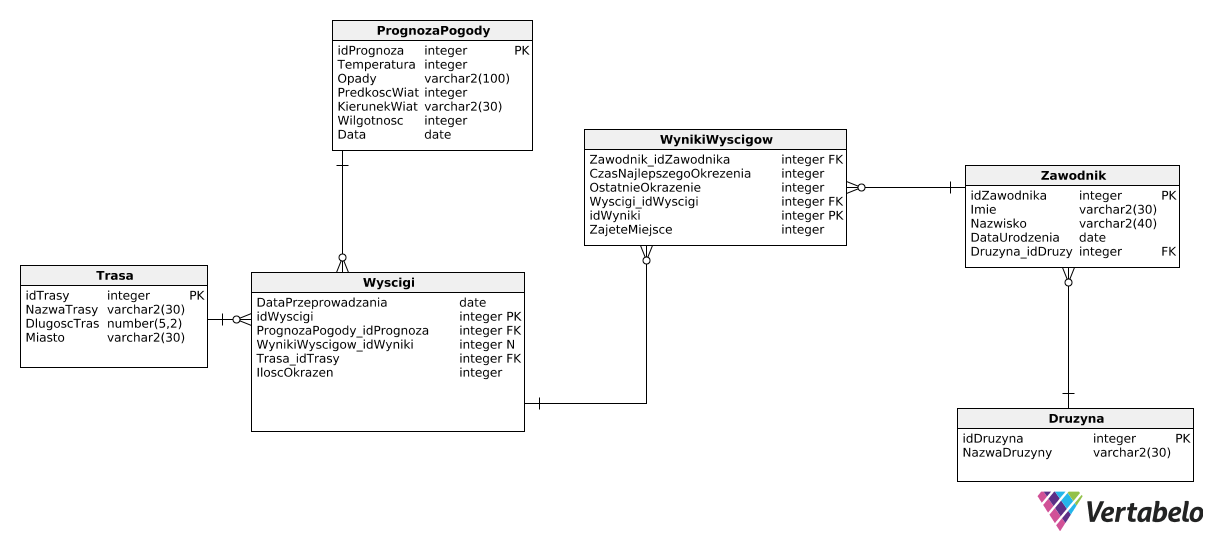 PrognozaPogody
idPrognoza integer PK
Temperatura integer
Opady varchar2(100)
PredkoscWiat integer
KierunekWiat varchar2(30)
Wilgotnosc integer
Data date
WynikiWyscigow
Zawodnik_idZawodnika integer FK
CzasNajlepszegoOkrezenia integer
OstatnieOkrazenie integer
Wyscigi_idWyscigi integer FK
idWyniki integer PK
ZajeteMiejsce integer
Zawodnik
idZawodnika integer PK
Imie varchar2(30)
Nazwisko varchar2(40)
DataUrodzenia date
Druzyna_idDruzy integer FK
Trasa
idTrasy integer PK
NazwaTrasy varchar2(30)
DlugoscTras number(5,2)
Miasto varchar2(30)
Wyscigi
DataPrzeprowadzania date
idWyscigi integer PK
PrognozaPogody_idPrognoza integer FK
WynikiWyscigow_idWyniki integer N
Trasa_idTrasy integer FK
IloscOkrazen integer
Druzyna
idDruzyna integer PK
NazwaDruzyny varchar2(30)
Vertabelo